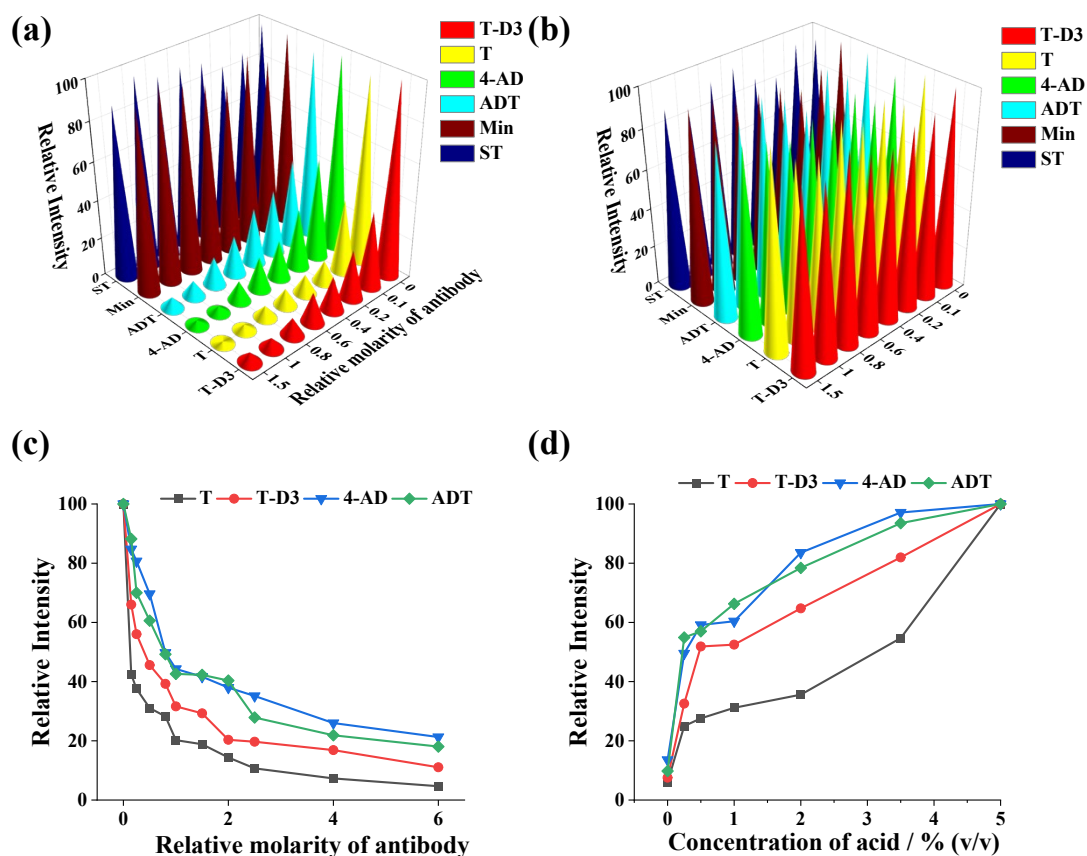 (a)
T-D3
T
4-AD
ADT
Min
ST
Relative Intensity
100
80
60
40
20
0
ST
Min
ADT
4-AD
T
T-D3
0
0.1
0.2
0.4
0.6
0.8
1
1.5
Relative molarity of antibody
(b)
T-D3
T
4-AD
ADT
Min
ST
Relative Intensity
100
80
60
40
20
0
ST
Min
ADT
4-AD
T
T-D3
0
0.1
0.2
0.4
0.6
0.8
1
1.5
(c)
T T-D3 4-AD ADT
Relative Intensity
100
80
60
40
20
0
0 2 4 6
Relative molarity of antibody
(d)
T T-D3 4-AD ADT
Relative Intensity
100
80
60
40
20
0
0 1 2 3 4 5
Concentration of acid / % (v/v)